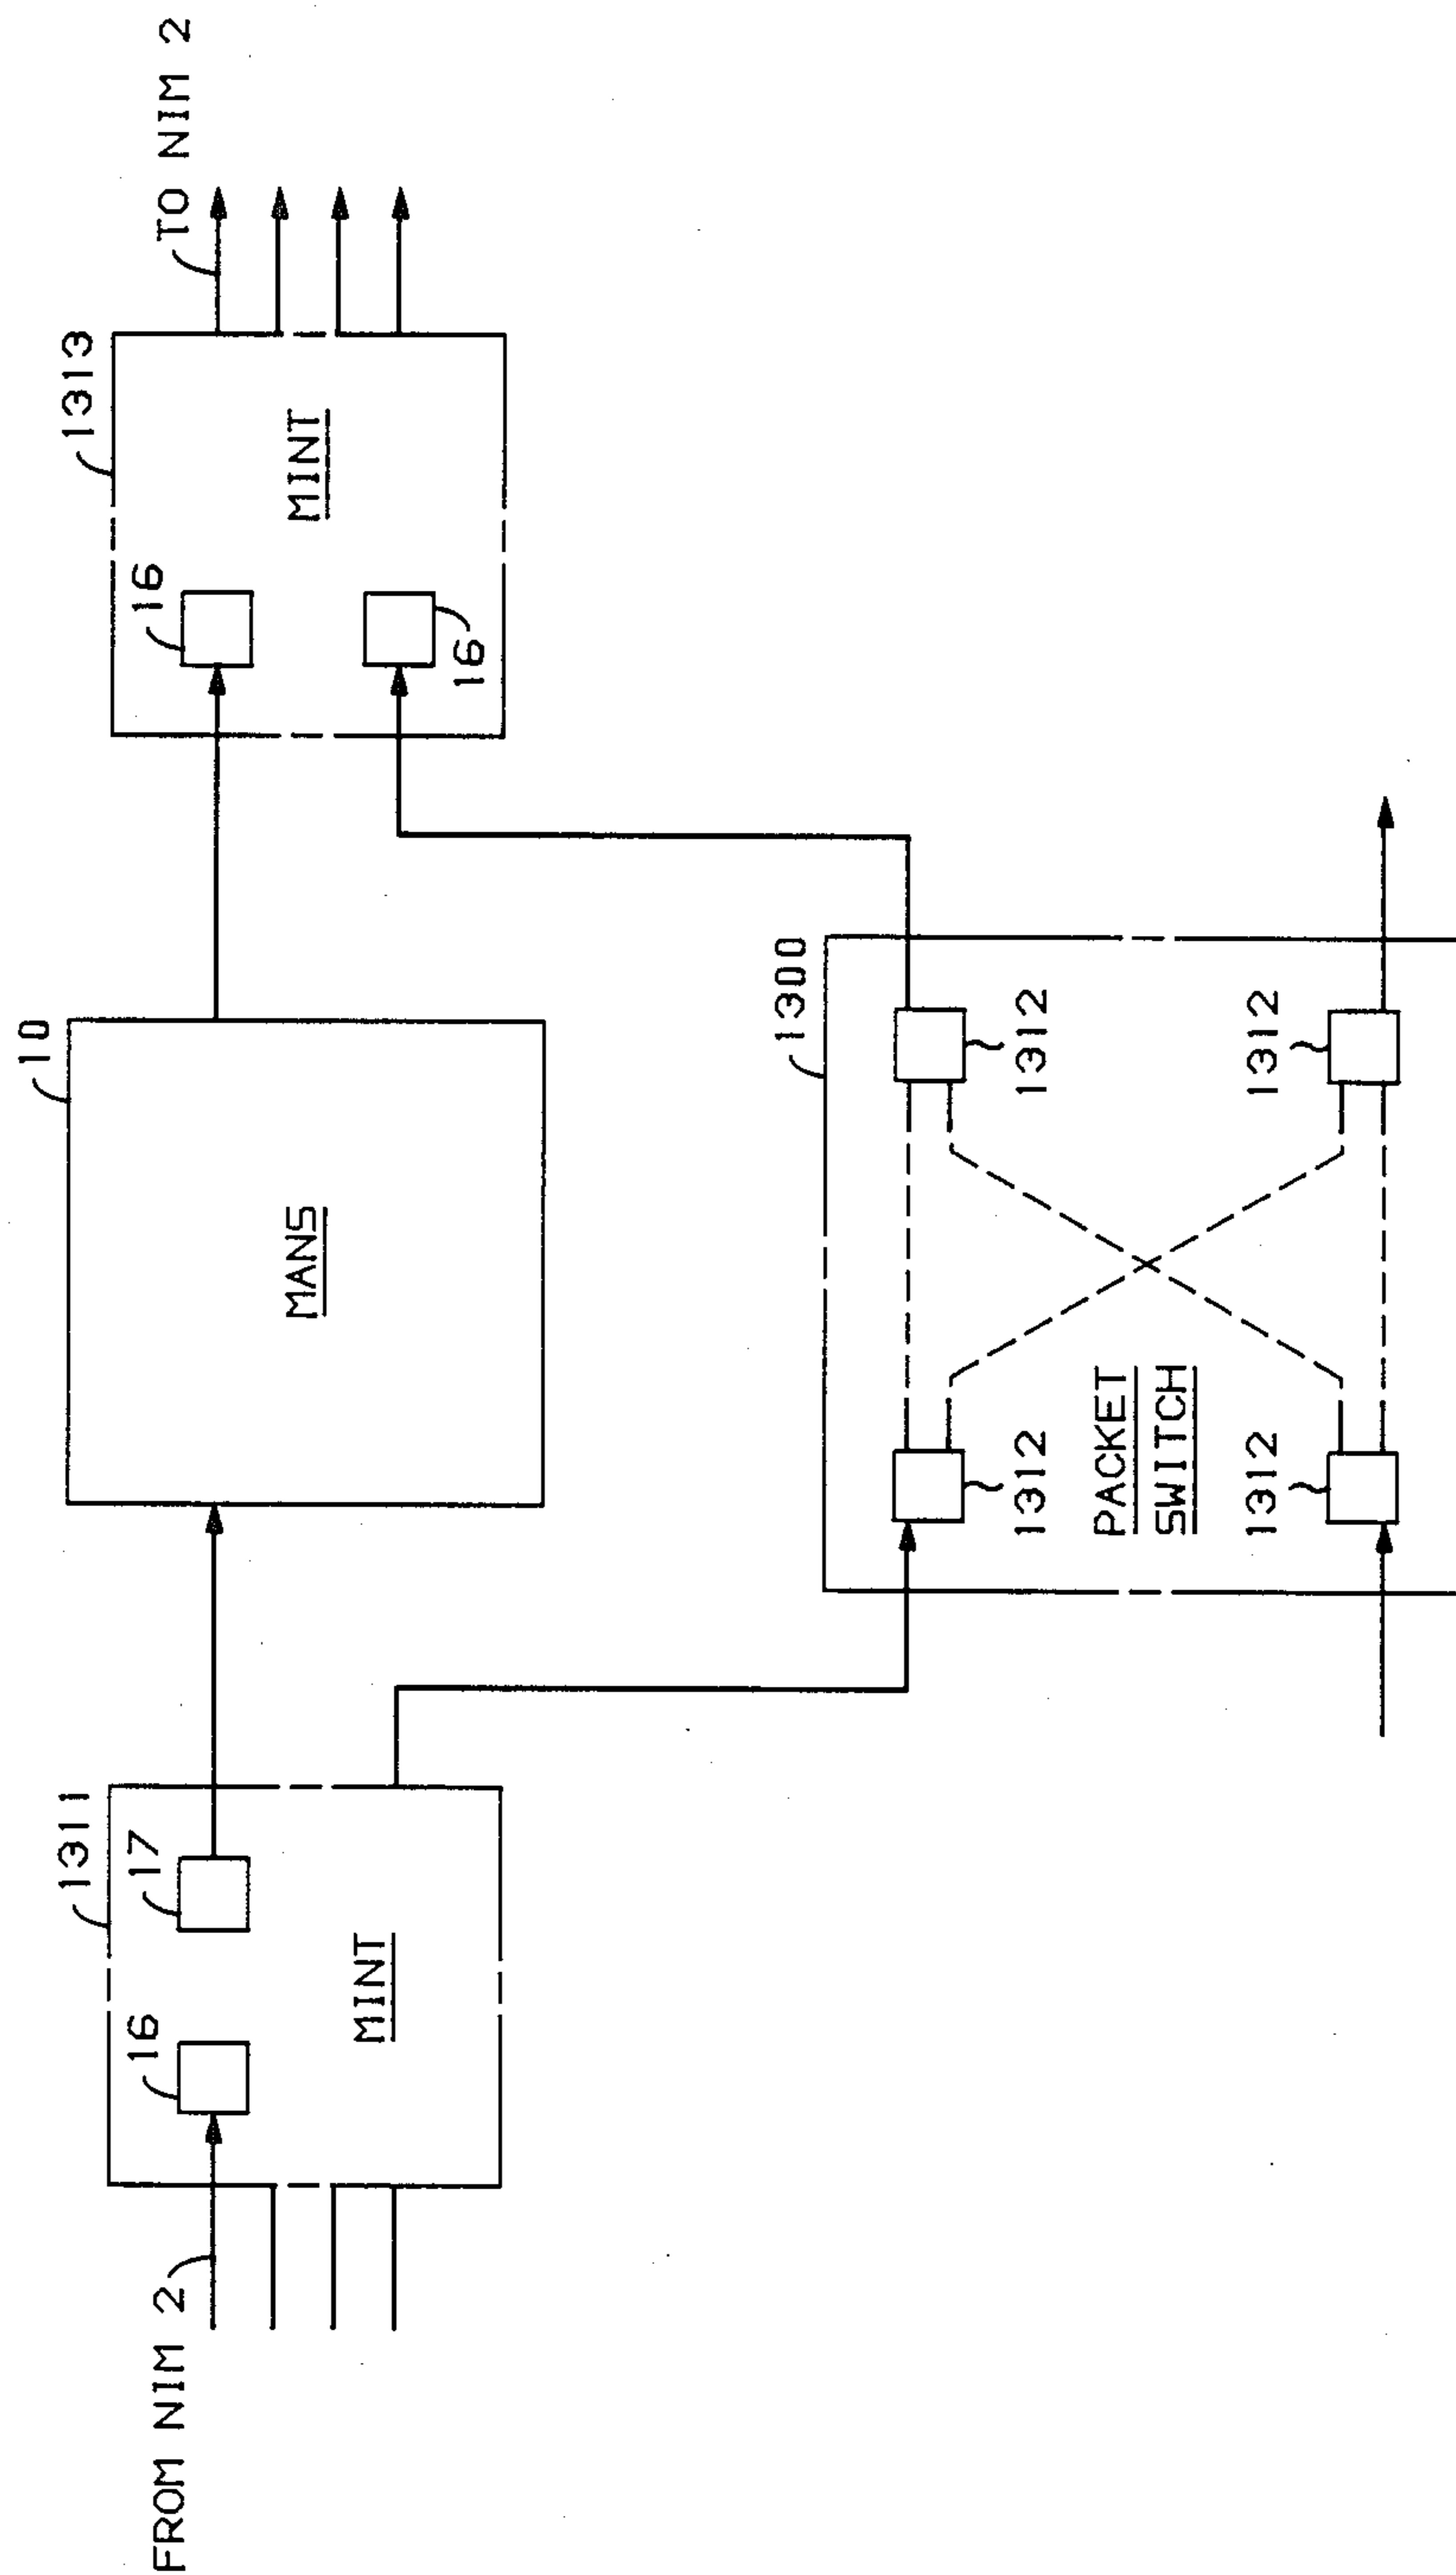 FROM NIM 2
16
17
1311
MINT
10
MANS
1313
16
16
MINT
TO NIM 2
1300
1312
1312
PACKET
SWITCH
1312
1312